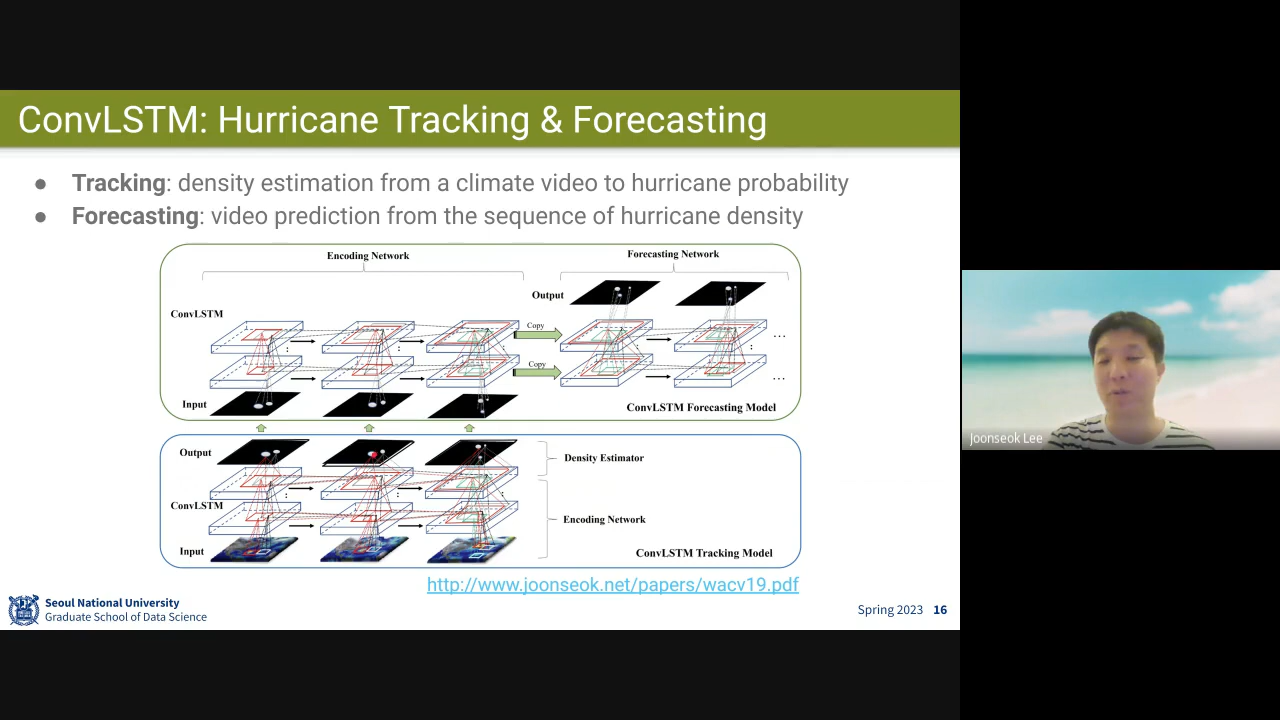 ConvLSTM: Hurricane Tracking & Forecasting
● Tracking: density estimation from a climate video to hurricane probability
● Forecasting: video prediction from the sequence of hurricane density
Encoding Network
Forecasting Network
Output
ConvLSTM
Copy
Copy
Input
ConvLSTM Forecasting Model
Output
Density Estimator
ConvLSTM
Encoding Network
Input
ConvLSTM Tracking Model
http://www.joonseok.net/papers/wacv19.pdf
Seoul National University
Graduate School of Data Science
Spring 2023 16
Joonseok Lee